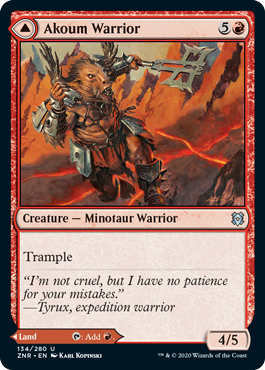 Akoum Warrior 5
Creature — Minotaur Warrior
Trample
“I’m not cruel, but I have no patience
for your mistakes.”
—Tyrux, expedition warrior
Land : Add .
4/5
134/280 U
ZNR • EN Karl Kopinski ™ & © 2020 Wizards of the Coast